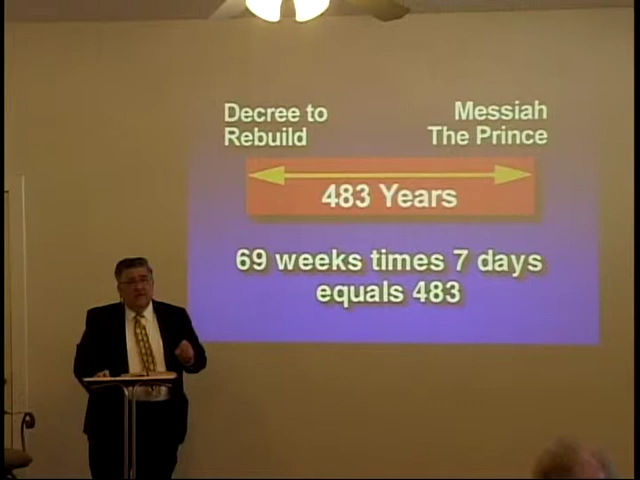 Decree to
Rebuild
Messiah
The Prince
483 Years
69 weeks times 7 days
equals 483